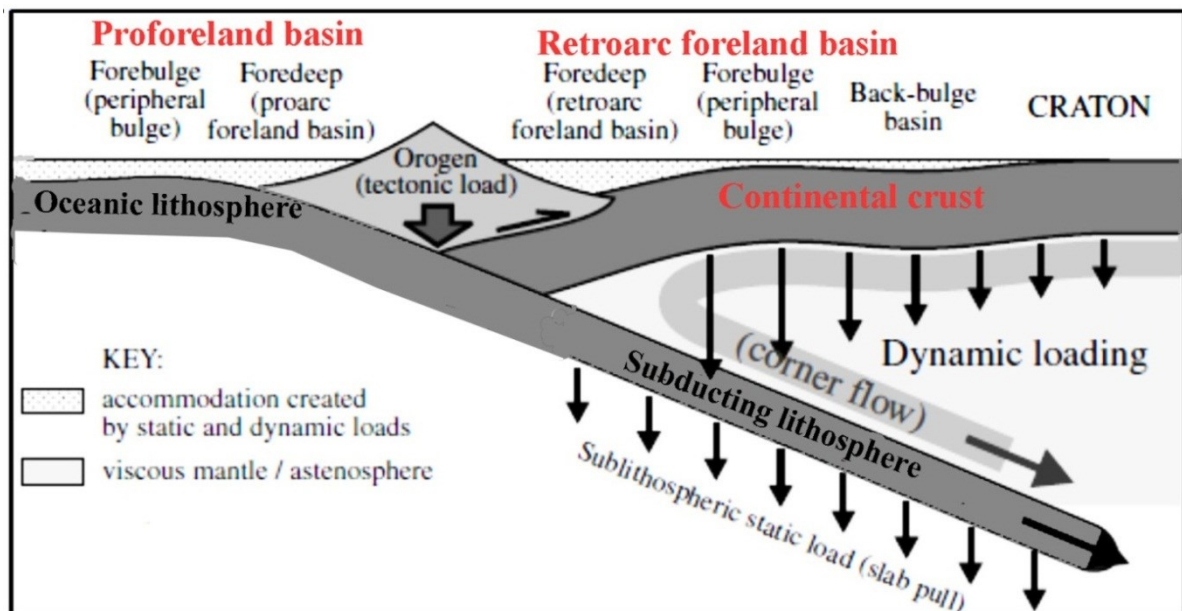 Proforeland basin
Retroarc foreland basin
Forebulge
(peripheral
bulge)
Foredeep
(proarc
foreland basin)
Foredeep
(retroarc
foreland basin)
Forebulge
(peripheral
bulge)
Back-bulge
basin
CRATON
Orogen
(tectonic load)
Oceanic lithosphere
Continental crust
(corner flow)
Dynamic loading
Subducting lithosphere
Sublithospheric static load (slab pull)
KEY:
accommodation created
by static and dynamic loads
viscous mantle / astenosphere